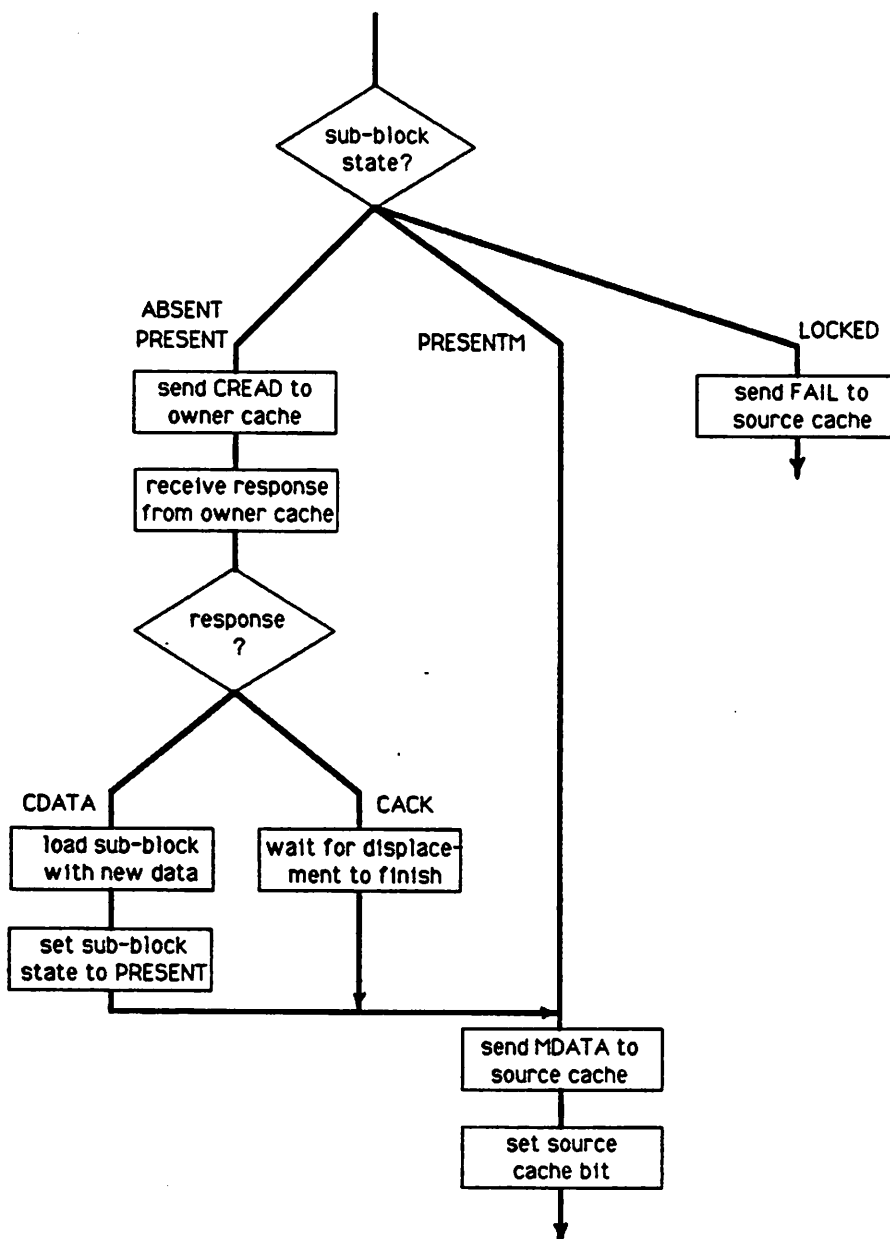 sub-block
state?
ABSENT
PRESENT
PRESENTM
LOCKED
send CREAD to
owner cache
send FAIL to
source cache
receive response
from owner cache
response
?
CDATA
CACK
load sub-block
with new data
wait for displace-
ment to finish
set sub-block
state to PRESENT
send MDATA to
source cache
set source
cache bit